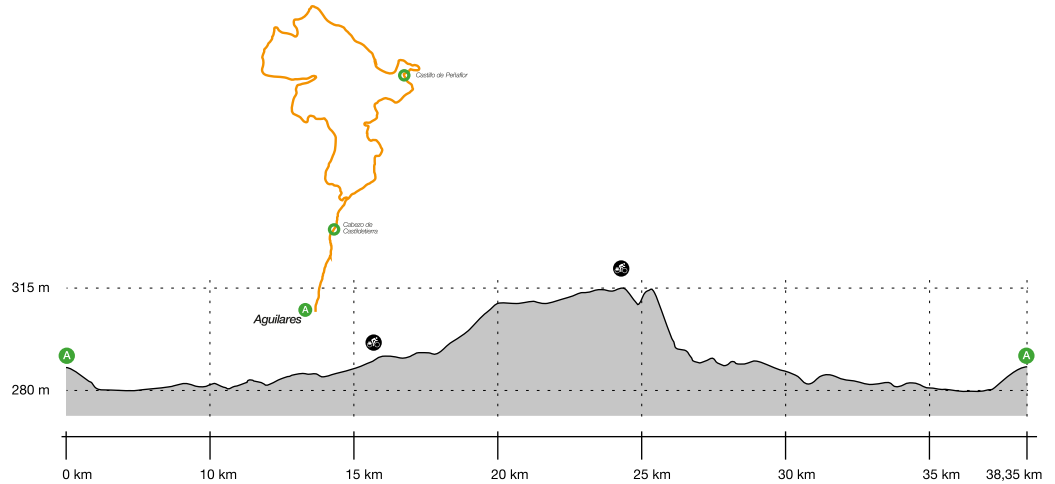 Castillo de Peñaflor
Cabezo de
Castildetierra
Aguilares
A
315 m
A
A
280 m
0 km
10 km
15 km
20 km
25 km
30 km
35 km
38,35 km